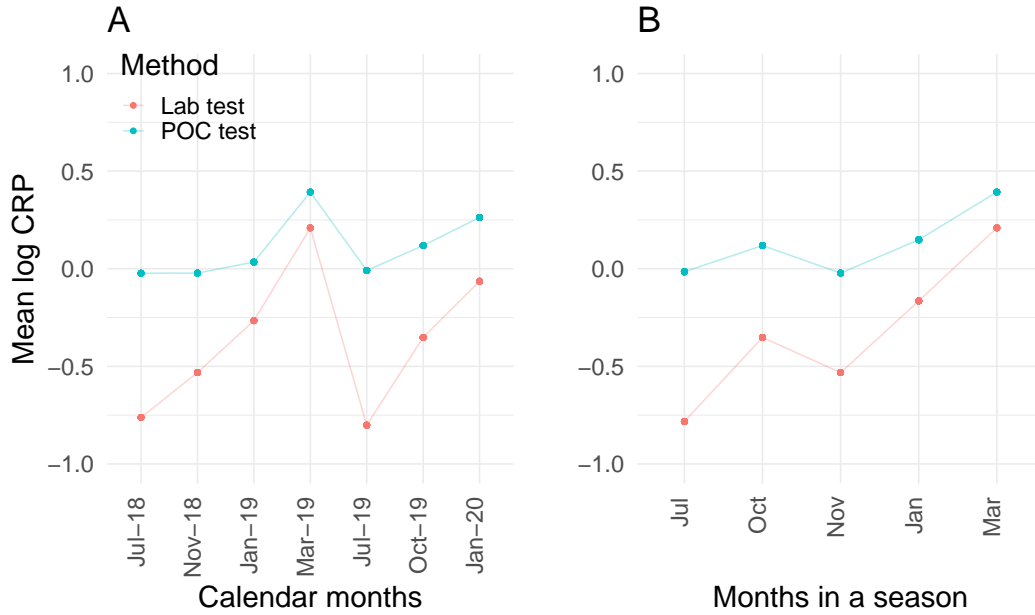 A
B
Method
Lab test
POC test
Mean log CRP
1.0
0.5
0.0
−0.5
−1.0
1.0
0.5
0.0
−0.5
−1.0
Jul−18
Nov−18
Jan−19
Mar−19
Jul−19
Oct−19
Jan−20
Jul
Oct
Nov
Jan
Mar
Calendar months
Months in a season